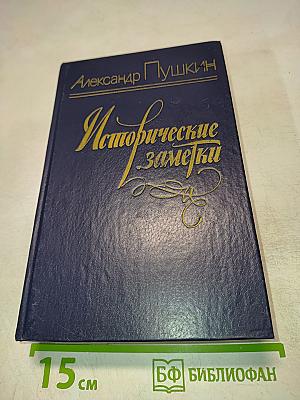 Александр Пушкин
Исторические
заметки
15 см
БФ БИБЛИОФАН